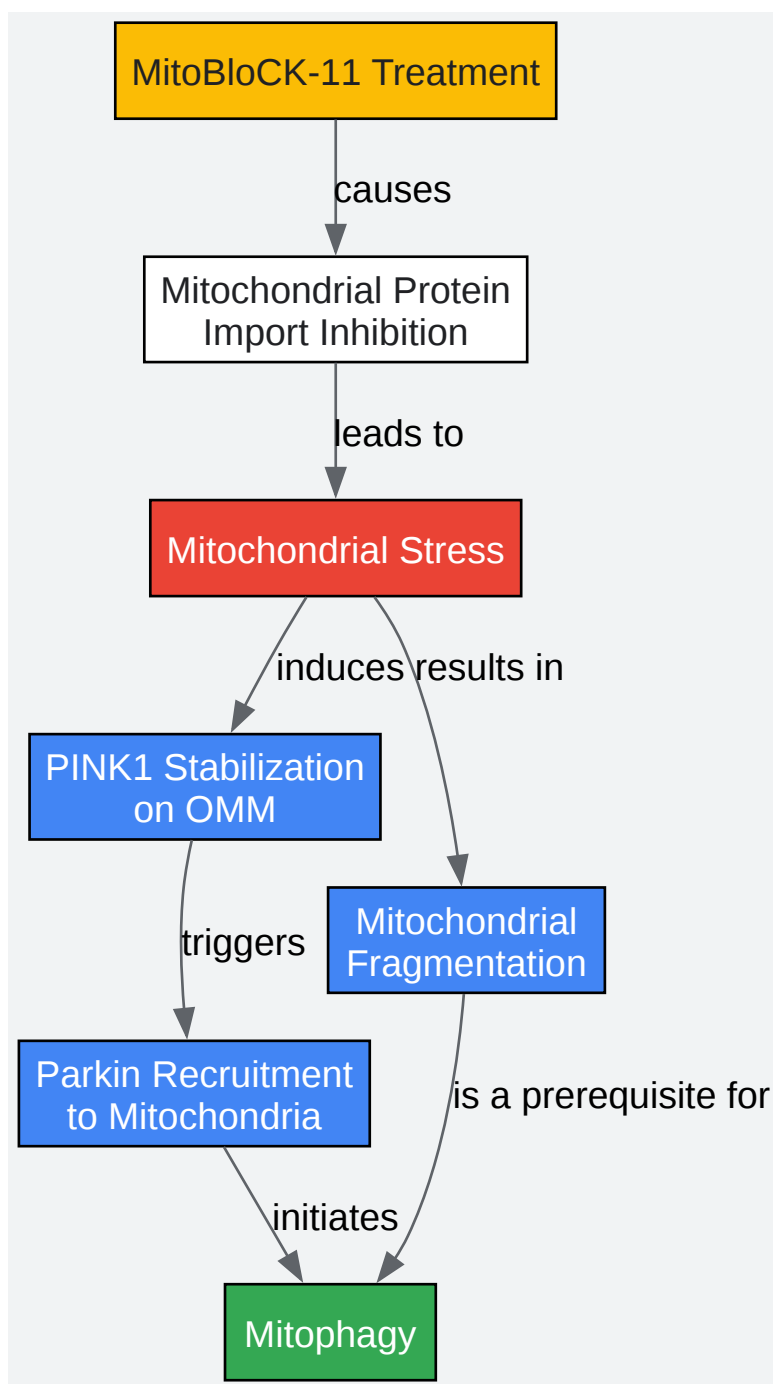 MitoBloCK-11 Treatment
causes
Mitochondrial Protein
Import Inhibition
leads to
Mitochondrial Stress
induces
results in
PINK1 Stabilization
on OMM
triggers
Mitochondrial
Fragmentation
Parkin Recruitment
to Mitochondria
is a prerequisite for
initiates
Mitophagy